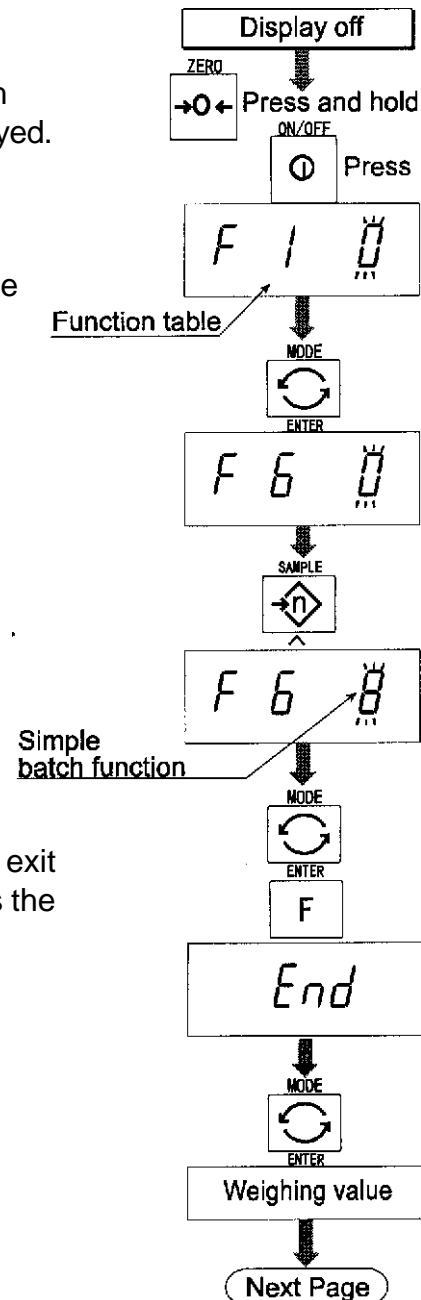 Display off
ZERO
→0← Press and hold
ON/OFF
Press
n
yed.
F 1 0
e
Function table
MODE
ENTER
F 6 0
SAMPLE
→n
F 6 8
Simple
batch function
MODE
ENTER
exit
F
s the
End
MODE
ENTER
Weighing value
Next Page